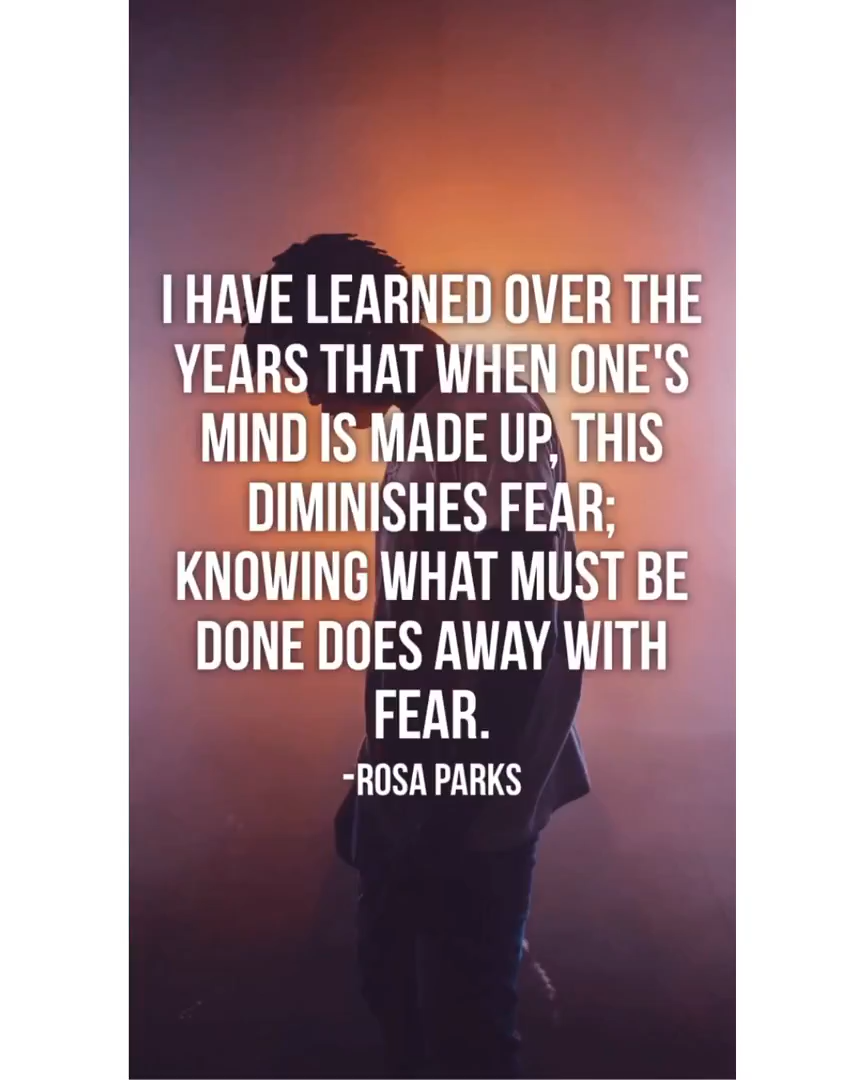 I HAVE LEARNED OVER THE
YEARS THAT WHEN ONE'S
MIND IS MADE UP, THIS
DIMINISHES FEAR;
KNOWING WHAT MUST BE
DONE DOES AWAY WITH
FEAR.
-ROSA PARKS